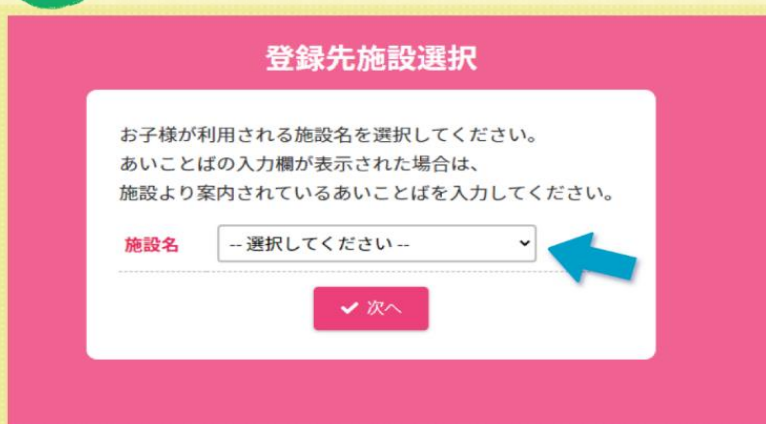 登録先施設選択
お子様が利用される施設名を選択してください。
あいことばの入力欄が表示された場合は、
施設より案内されているあいことばを入力してください。
施設名 -- 選択してください --
次へ